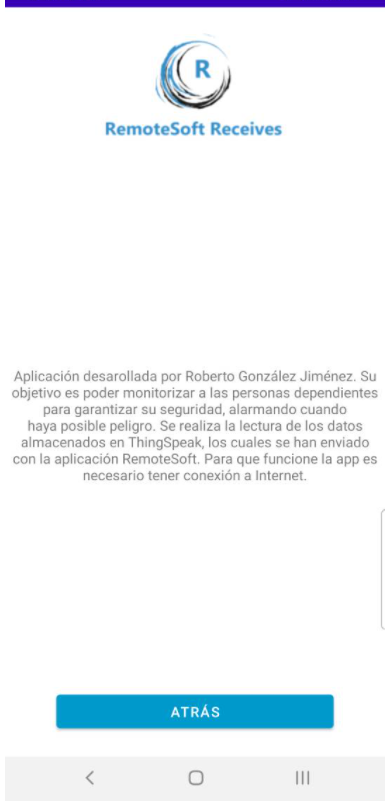 R
RemoteSoft Receives
Aplicación desarollada por Roberto González Jiménez. Su
objetivo es poder monitorizar a las personas dependientes
para garantizar su seguridad, alarmando cuando
haya posible peligro. Se realiza la lectura de los datos
almacenados en ThingSpeak, los cuales se han enviado
con la aplicación RemoteSoft. Para que funcione la app es
necesario tener conexión a Internet.
ATRÁS